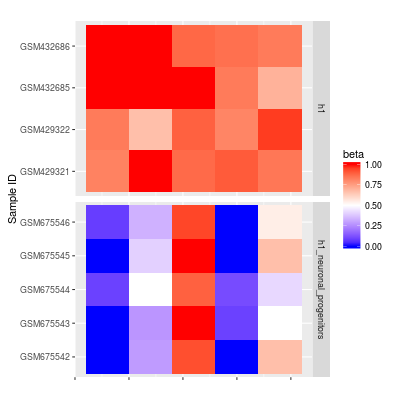 GSM432686
GSM432685
GSM429322
GSM429321
h1
GSM675546
GSM675545
GSM675544
GSM675543
GSM675542
h1_neuronal_progenitors
Sample ID
beta
1.00
0.75
0.50
0.25
0.00